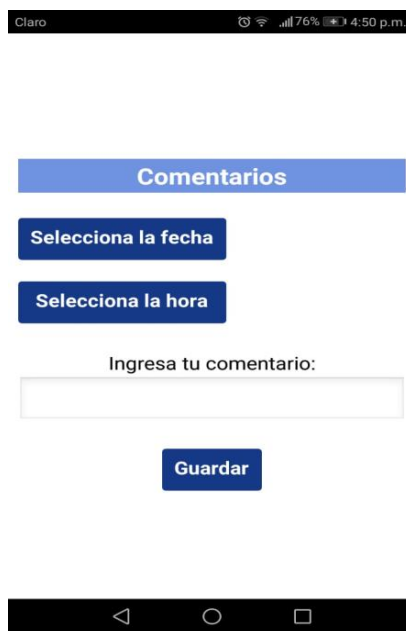 Claro 76% 4:50 p.m.
Comentarios
Selecciona la fecha
Selecciona la hora
Ingresa tu comentario:
Guardar